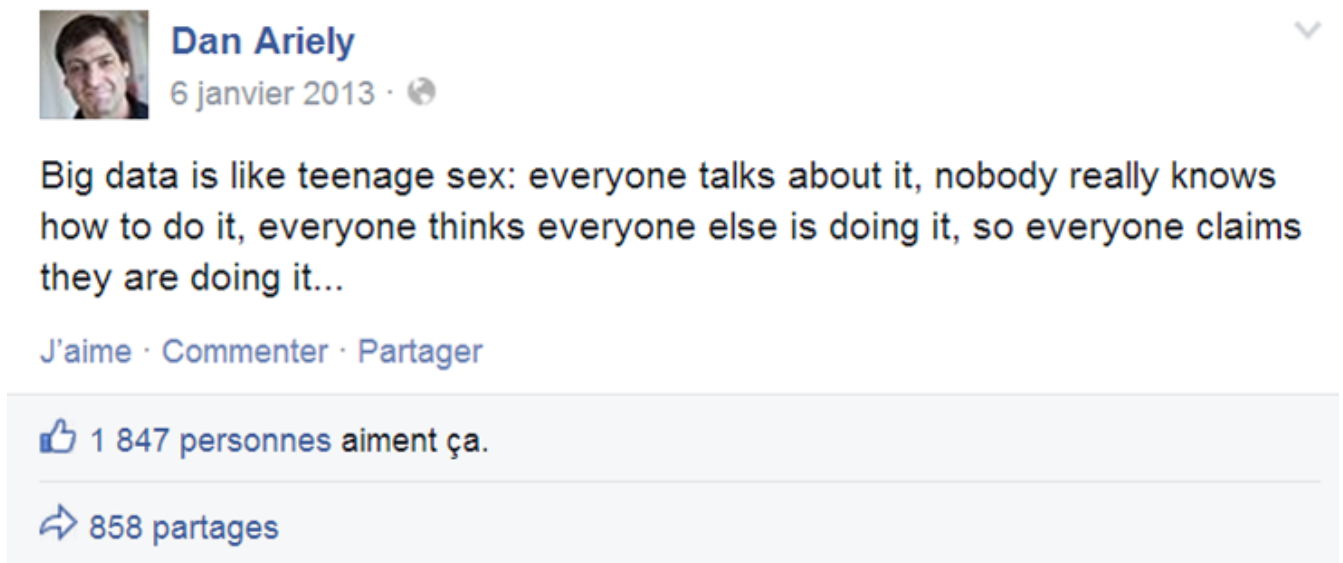 Dan Ariely
6 janvier 2013 ·
Big data is like teenage sex: everyone talks about it, nobody really knows
how to do it, everyone thinks everyone else is doing it, so everyone claims
they are doing it...
J'aime · Commenter · Partager
1 847 personnes aiment ça.
858 partages